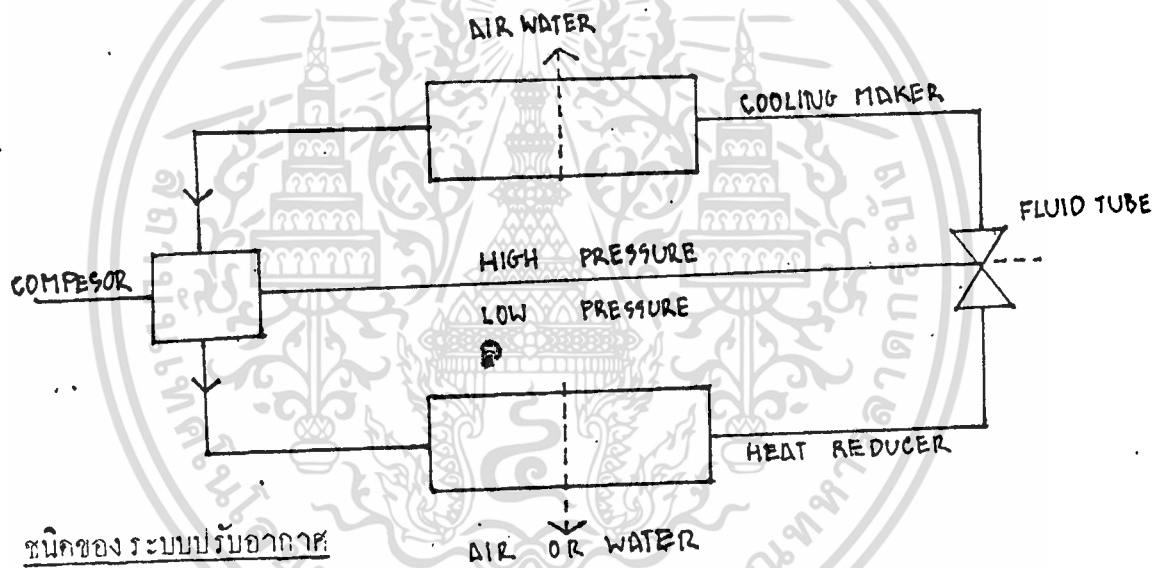 AIR WATER
COOLING MAKER
FLUID TUBE
HIGH PRESSURE
COMPESOR
LOW PRESSURE
HEAT REDUCER
AIR OR WATER
ชนิดของระบบปรับอากาศ